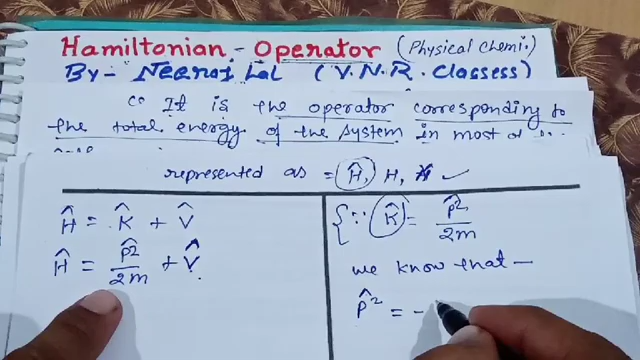 Hamiltonian - Operator (Physical Chemi.)
By - Neeraj Lal (V.N.R. Classess)
" It is the operator corresponding to
the total energy of the system in most of
represented as = Ĥ, H, Ȟ ✓
Ĥ = K̂ + V̂
Ĥ = p̂²/2m + V̂.
{∵ K̂ = p̂²/2m
we know that —
p̂² = -